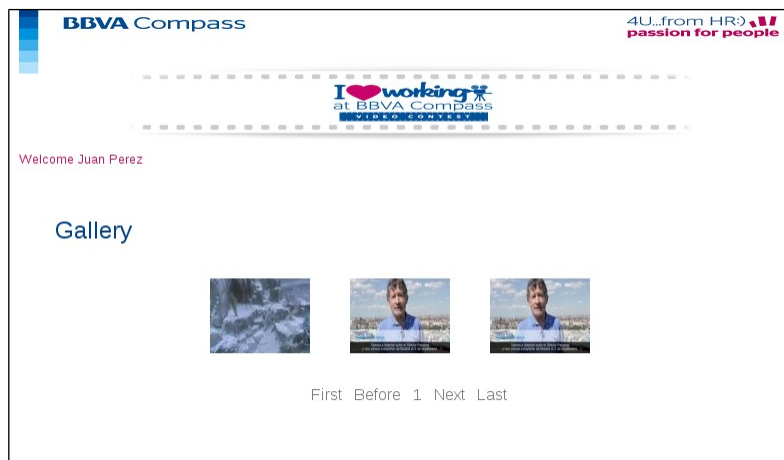 BBVA Compass
4U...from HR:)
passion for people
I working
at BBVA Compass
VIDEO CONTEST
Welcome Juan Perez
Gallery
First Before 1 Next Last